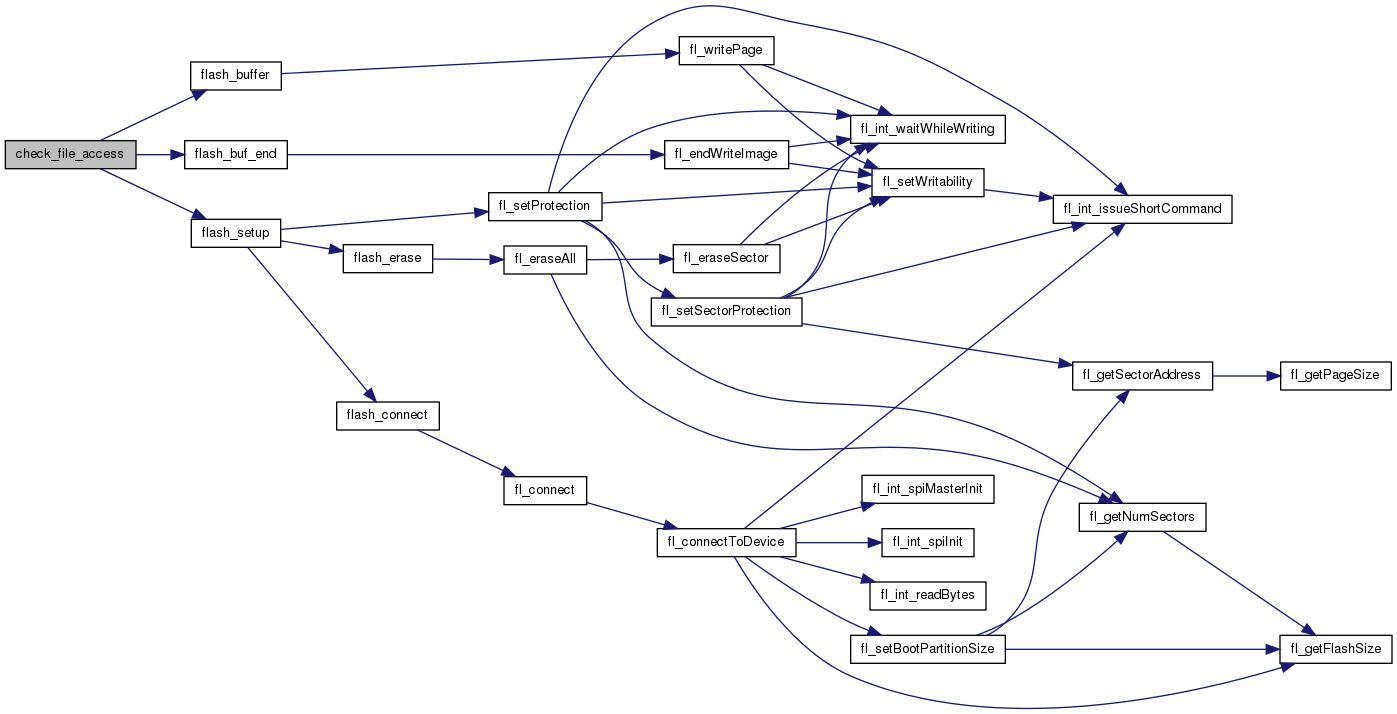 check_file_access
flash_buffer
flash_buf_end
flash_setup
flash_erase
flash_connect
fl_setProtection
fl_eraseAll
fl_connect
fl_writePage
fl_endWriteImage
fl_eraseSector
fl_setSectorProtection
fl_connectToDevice
fl_int_waitWhileWriting
fl_setWritability
fl_int_spiMasterInit
fl_int_spiInit
fl_int_readBytes
fl_setBootPartitionSize
fl_int_issueShortCommand
fl_getSectorAddress
fl_getNumSectors
fl_getPageSize
fl_getFlashSize